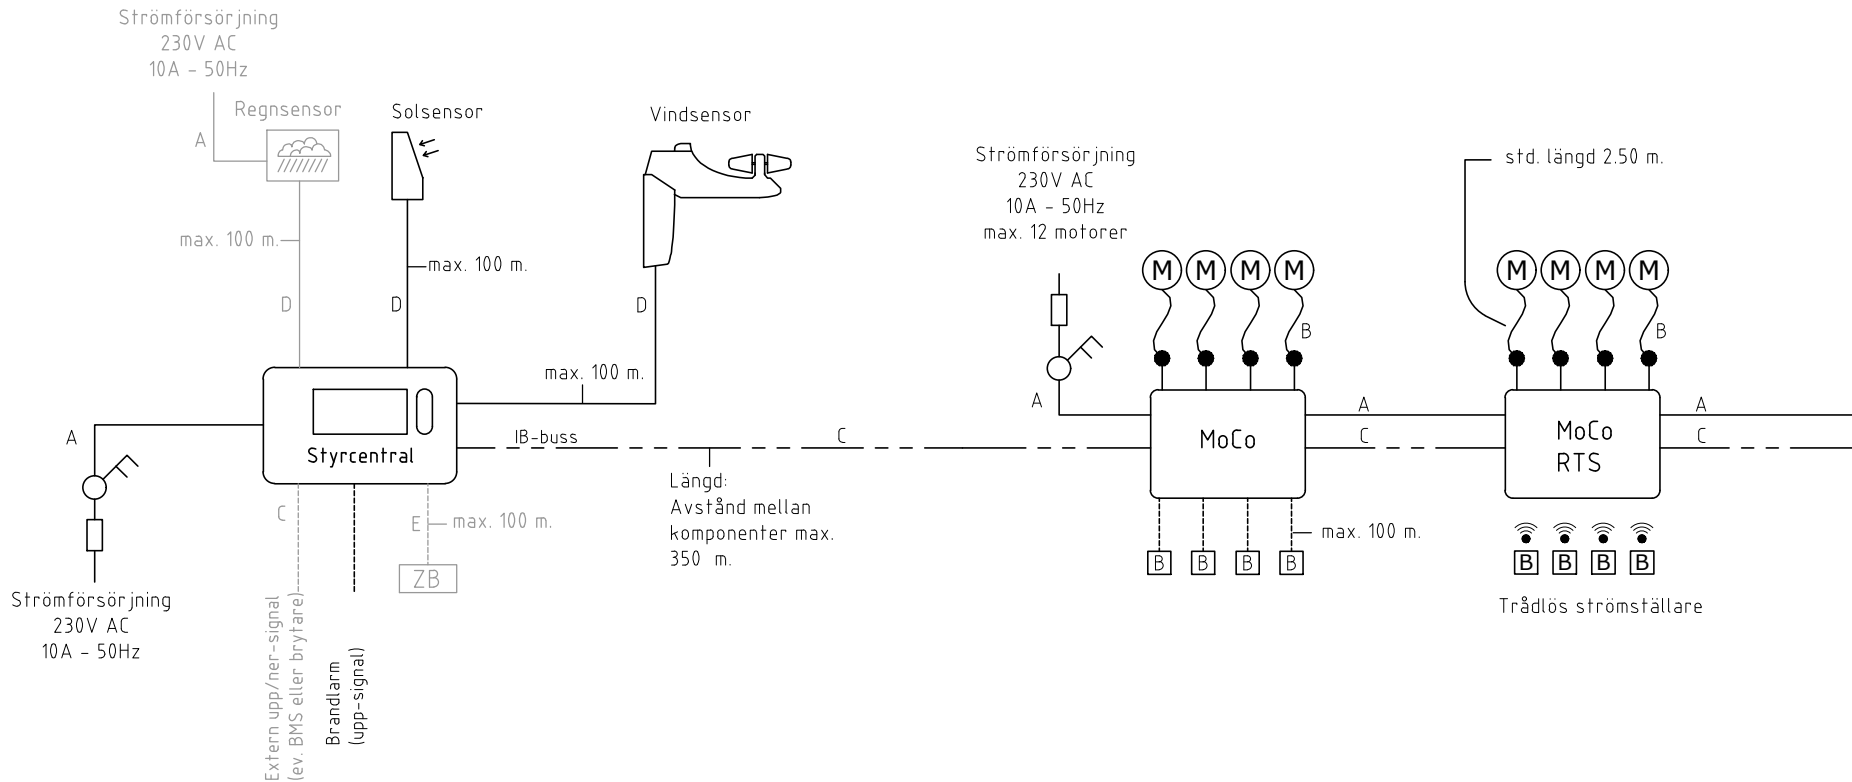 Strömförsörjning
230V AC
10A - 50Hz
A
Regnsensor
max. 100 m.
D
Solsensor
max. 100 m.
D
Vindsensor
D
max. 100 m.
A
Styrcentral
IB-buss
C
Längd:
Avstånd mellan
komponenter max.
350 m.
Strömförsörjning
230V AC
10A - 50Hz
C
Extern upp/ner-signal
(ev. BMS eller brytare)
Brandlarm
(upp-signal)
E
max. 100 m.
ZB
Strömförsörjning
230V AC
10A - 50Hz
max. 12 motorer
A
M M M M
B
MoCo
max. 100 m.
B B B B
A
C
std. längd 2.50 m.
M M M M
B
MoCo
RTS
A
C
B B B B
Trådlös strömställare